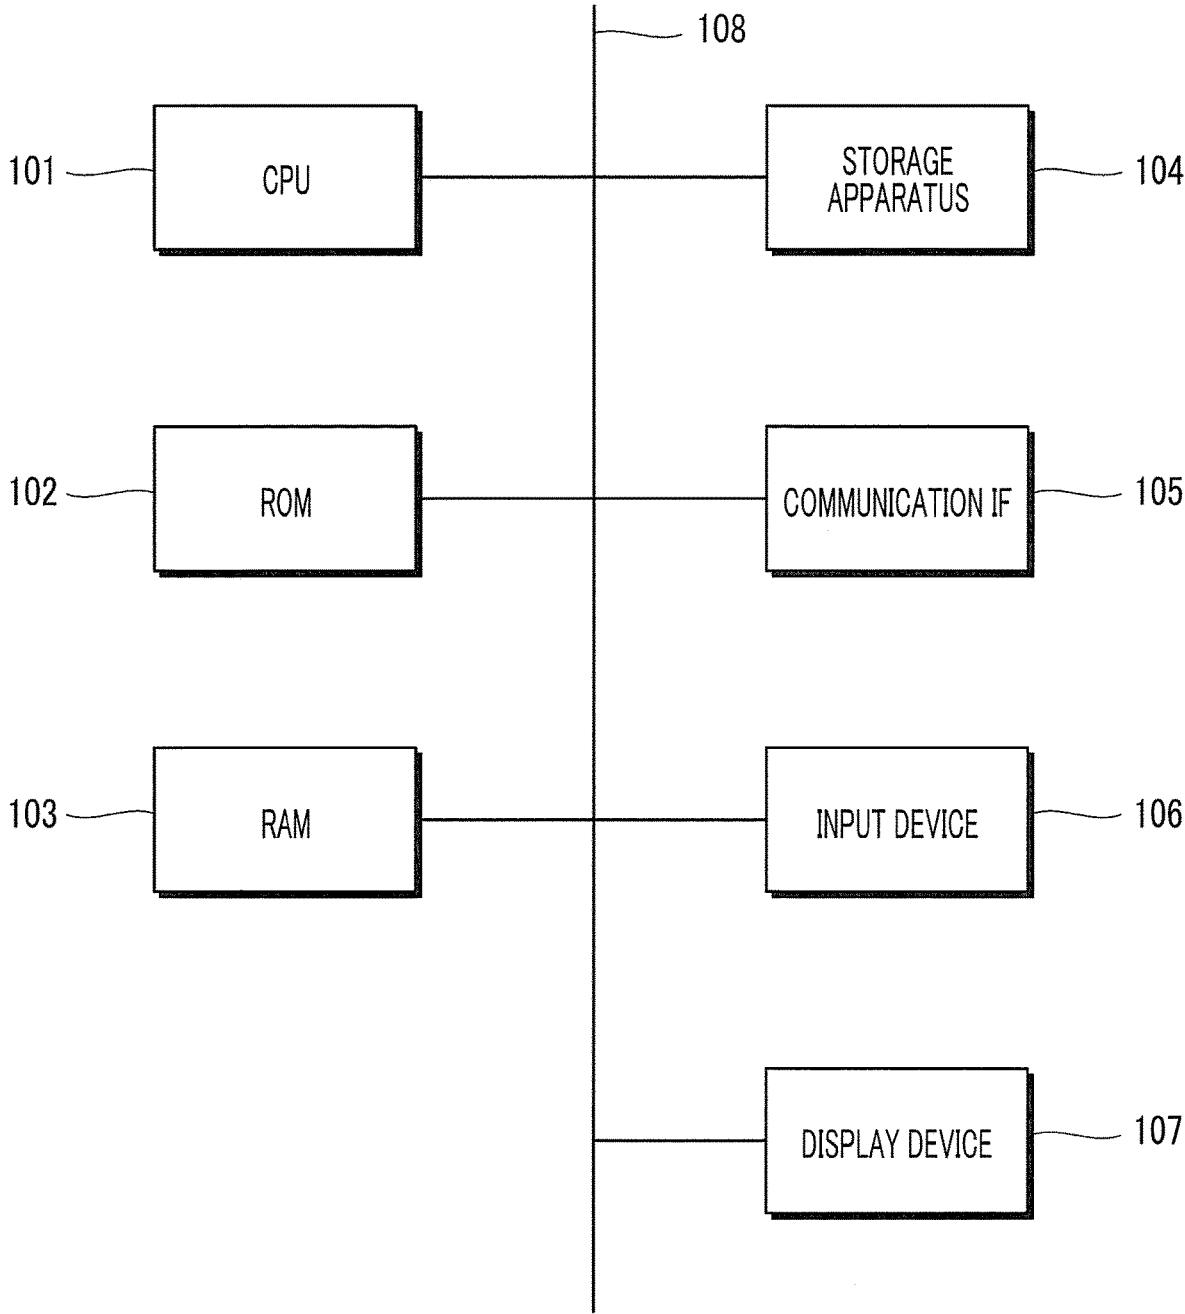 108
101
CPU
STORAGE
APPARATUS
104
102
ROM
COMMUNICATION IF
105
103
RAM
INPUT DEVICE
106
DISPLAY DEVICE
107